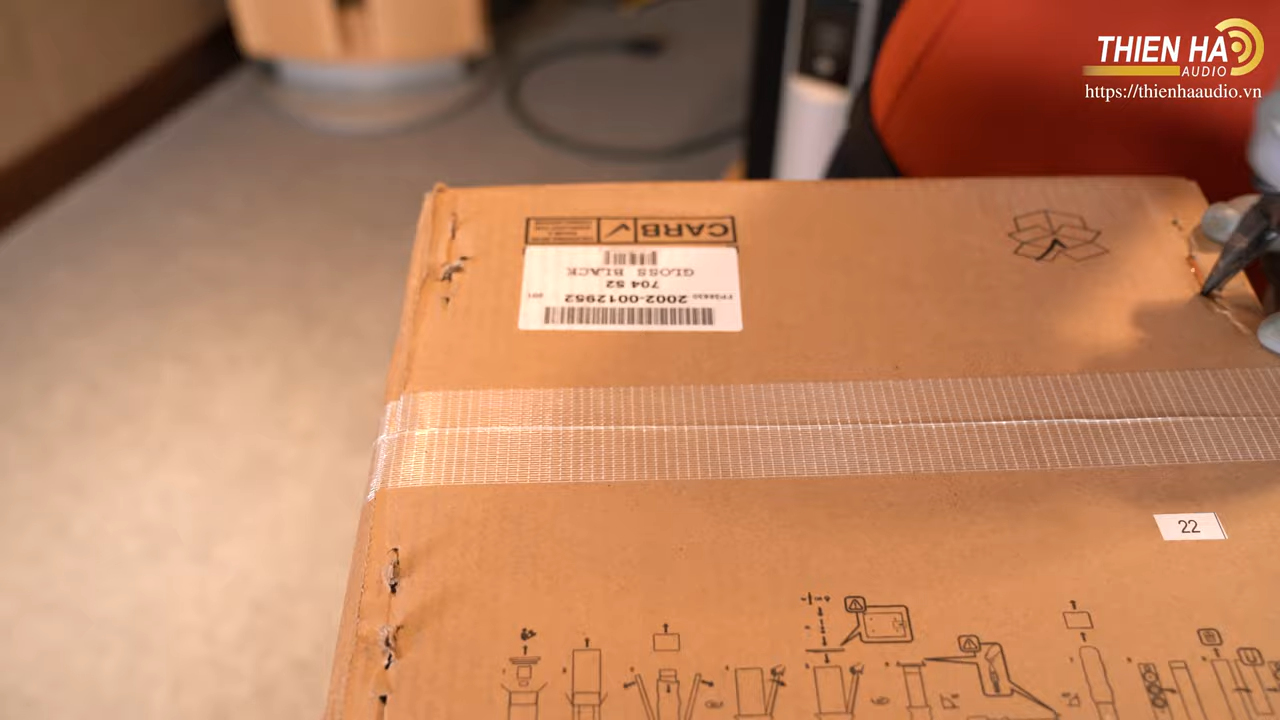 THIEN HA
AUDIO
https://thienhaaudio.vn
CARB
GLOSS BLACK
704 S2
2002-0012952
22